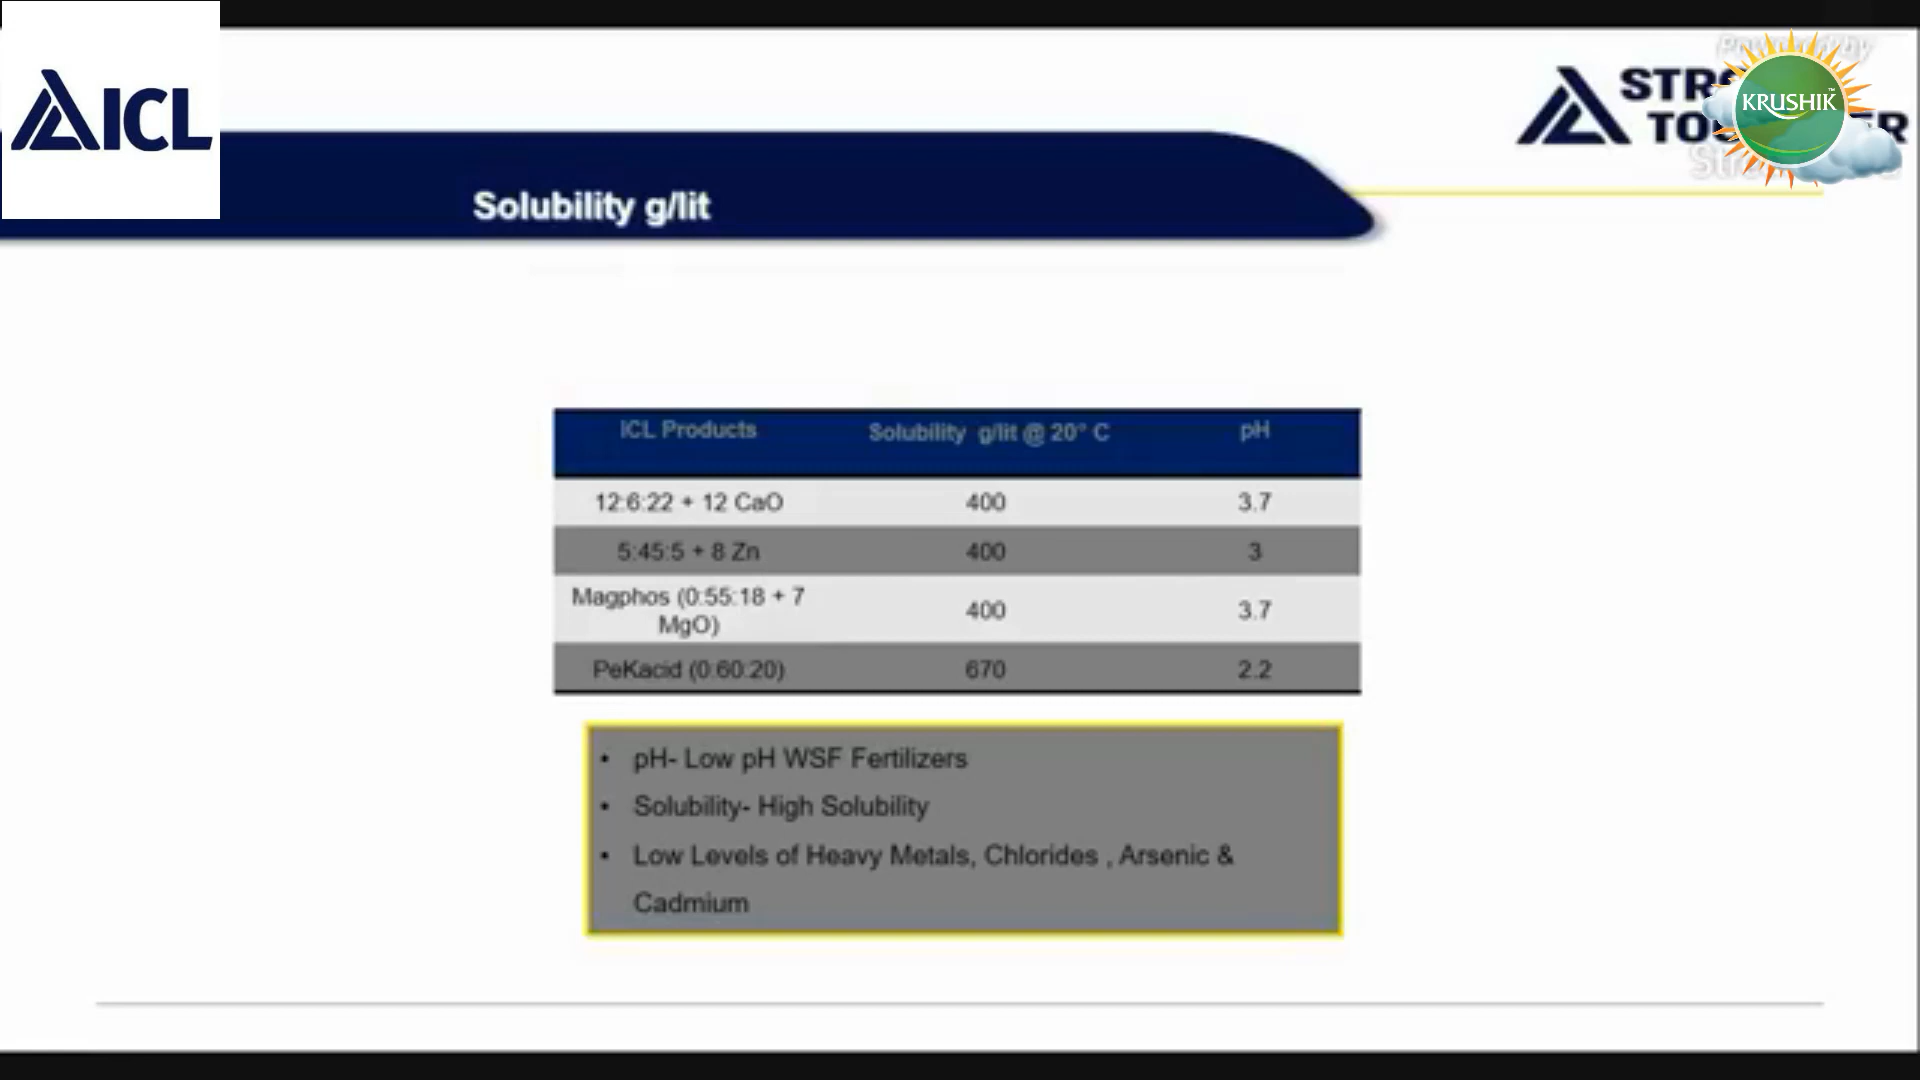 ICL
KRUSHIK
Solubility g/lit
ICL Products Solubility g/lit @ 20° C pH
12:6:22 + 12 CaO 400 3.7
5:45:5 + 8 Zn 400 3
Magphos (0:55:18 + 7
MgO) 400 3.7
PeKacid (0:60:20) 670 2.2
• pH- Low pH WSF Fertilizers
• Solubility- High Solubility
• Low Levels of Heavy Metals, Chlorides , Arsenic &
Cadmium